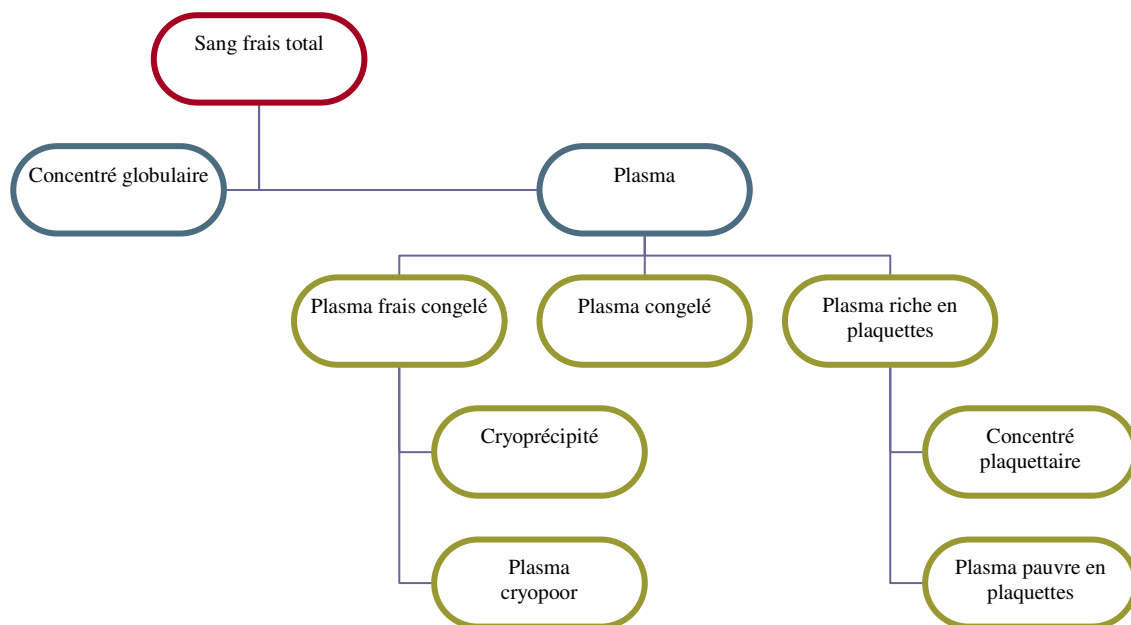 Sang frais total
Concentré globulaire
Plasma
Plasma frais congelé
Plasma congelé
Plasma riche en
plaquettes
Cryoprécipité
Concentré
plaquettaire
Plasma
cryopoor
Plasma pauvre en
plaquettes